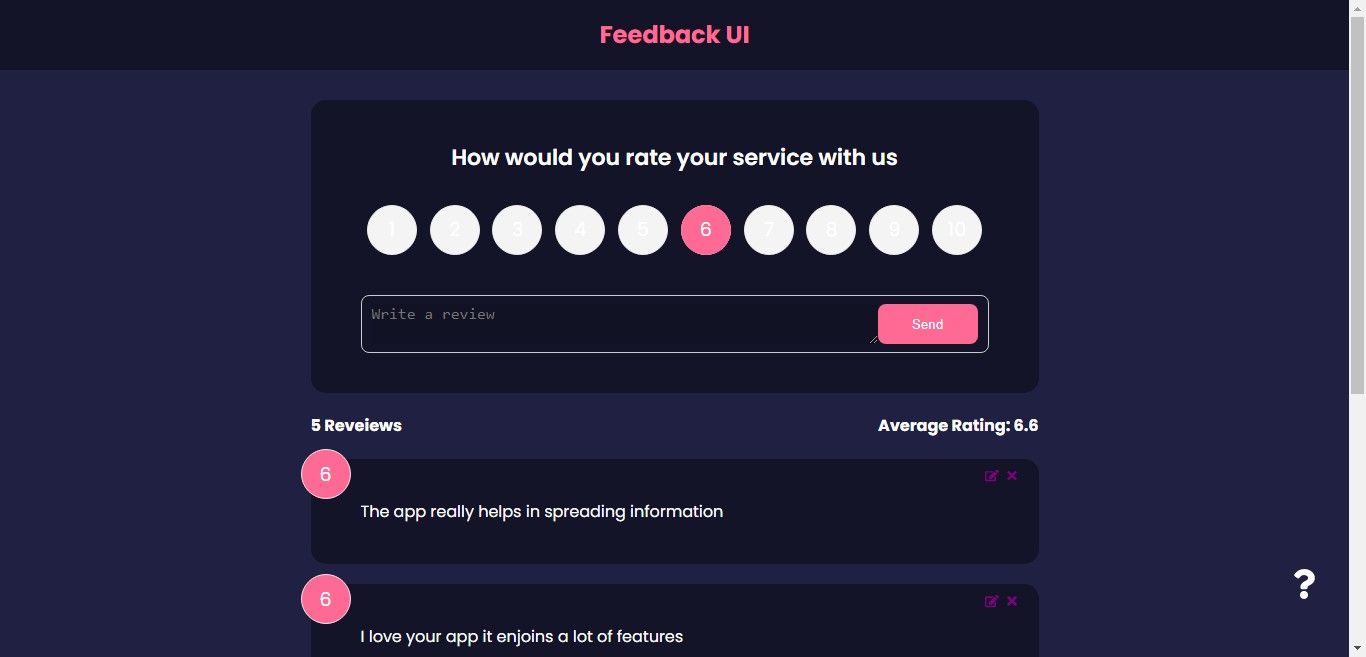 Feedback UI
How would you rate your service with us
1 2 3 4 5 6 7 8 9 10
Write a review
Send
5 Reveiews
Average Rating: 6.6
6
The app really helps in spreading information
6
I love your app it enjoins a lot of features
?